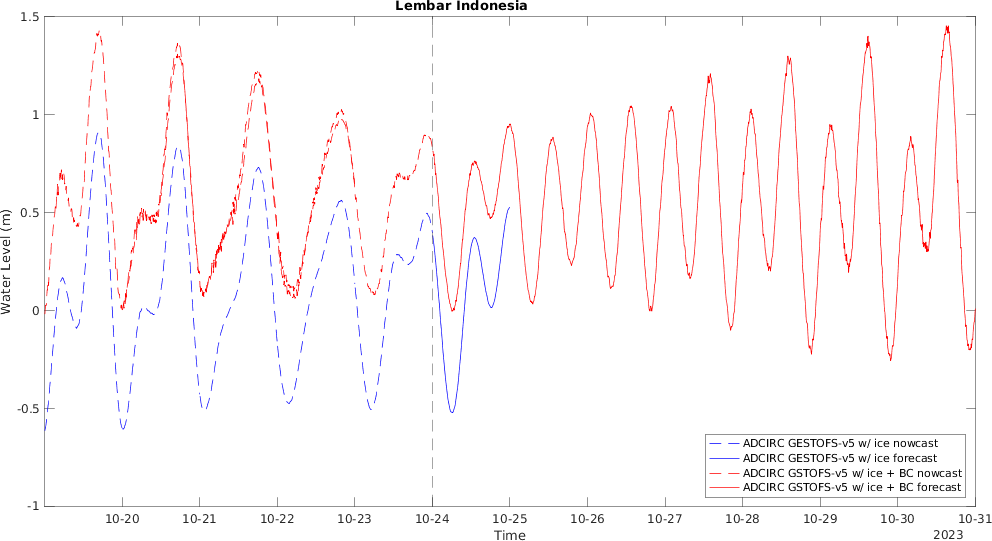 Lembar Indonesia
1.5
1
0.5
0
-0.5
-1
Water Level (m)
10-20 10-21 10-22 10-23 10-24 10-25 10-26 10-27 10-28 10-29 10-30 10-31
Time
2023
ADCIRC GESTOFS-v5 w/ ice nowcast
ADCIRC GESTOFS-v5 w/ ice forecast
ADCIRC GSTOFS-v5 w/ ice + BC nowcast
ADCIRC GSTOFS-v5 w/ ice + BC forecast